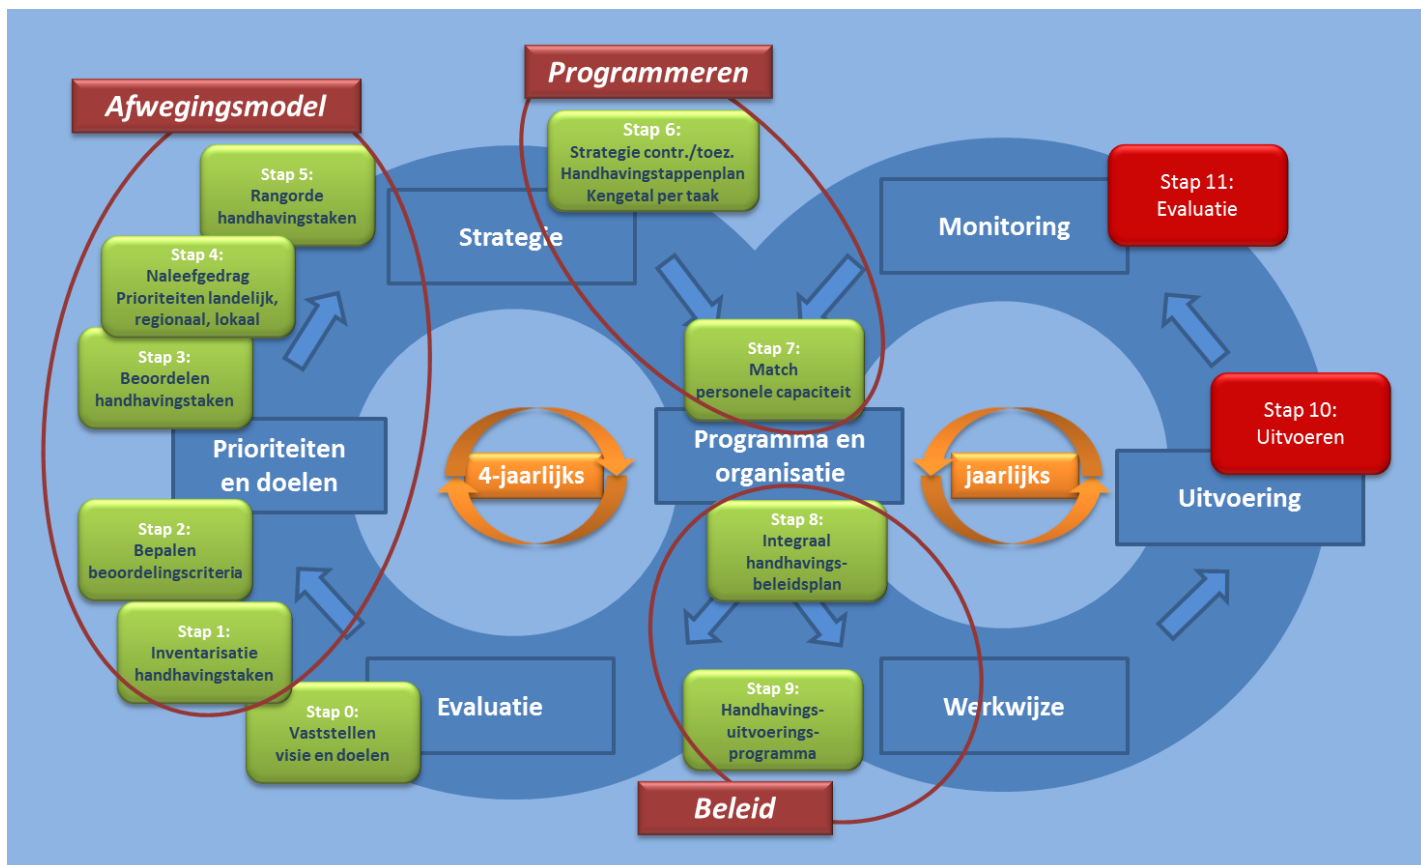 Programmeren
Afwegingsmodel
Stap 6:
Strategie contr./toez.
Handhavingstappenplan
Kengetal per taak
Stap 5:
Rangorde
handhavingstaken
Strategie
Monitoring
Stap 11:
Evaluatie
Stap 4:
Naleefgedrag
Prioriteiten landelijk,
regionaal, lokaal
Stap 3:
Beoordelen
handhavingstaken
Stap 7:
Match
personele capaciteit
Stap 10:
Uitvoeren
Prioriteiten
en doelen
4-jaarlijks
Programma en
organisatie
jaarlijks
Uitvoering
Stap 2:
Bepalen
beoordelingscriteria
Stap 8:
Integraal
handhavings-
beleidsplan
Stap 1:
Inventarisatie
handhavingstaken
Stap 0:
Vaststellen
visie en doelen
Evaluatie
Stap 9:
Handhavings-
uitvoerings-
programma
Werkwijze
Beleid